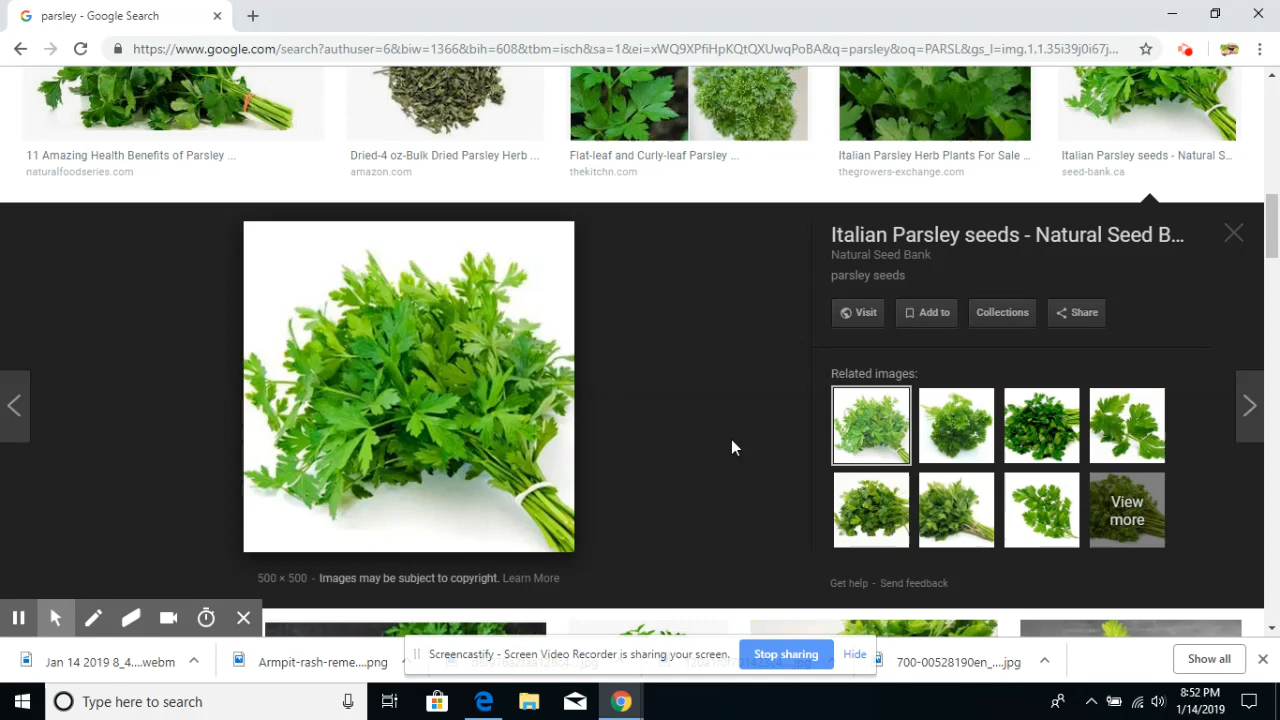 parsley - Google Search
https://www.google.com/search?authuser=6&biw=1366&bih=608&tbm=isch&sa=1&ei=xWQ9XPfiHpKQtQXUwqPoBA&q=parsley&oq=PARSL&gs_l=img.1.1.35i39j0i67j...
11 Amazing Health Benefits of Parsley ...
naturalfoodseries.com
Dried-4 oz-Bulk Dried Parsley Herb ...
amazon.com
Flat-leaf and Curly-leaf Parsley ...
thekitchn.com
Italian Parsley Herb Plants For Sale ...
thegrowers-exchange.com
Italian Parsley seeds - Natural S...
seed-bank.ca
Italian Parsley seeds - Natural Seed B...
Natural Seed Bank
parsley seeds
Visit
Add to
Collections
Share
Related images:
View
more
500 × 500 - Images may be subject to copyright. Learn More
Get help - Send feedback
Screencastify - Screen Video Recorder is sharing your screen.
Stop sharing
Hide
Jan 14 2019 8_4....webm
Armpit-rash-reme...png
700-00528190en_....jpg
Show all
Type here to search
8:52 PM
1/14/2019